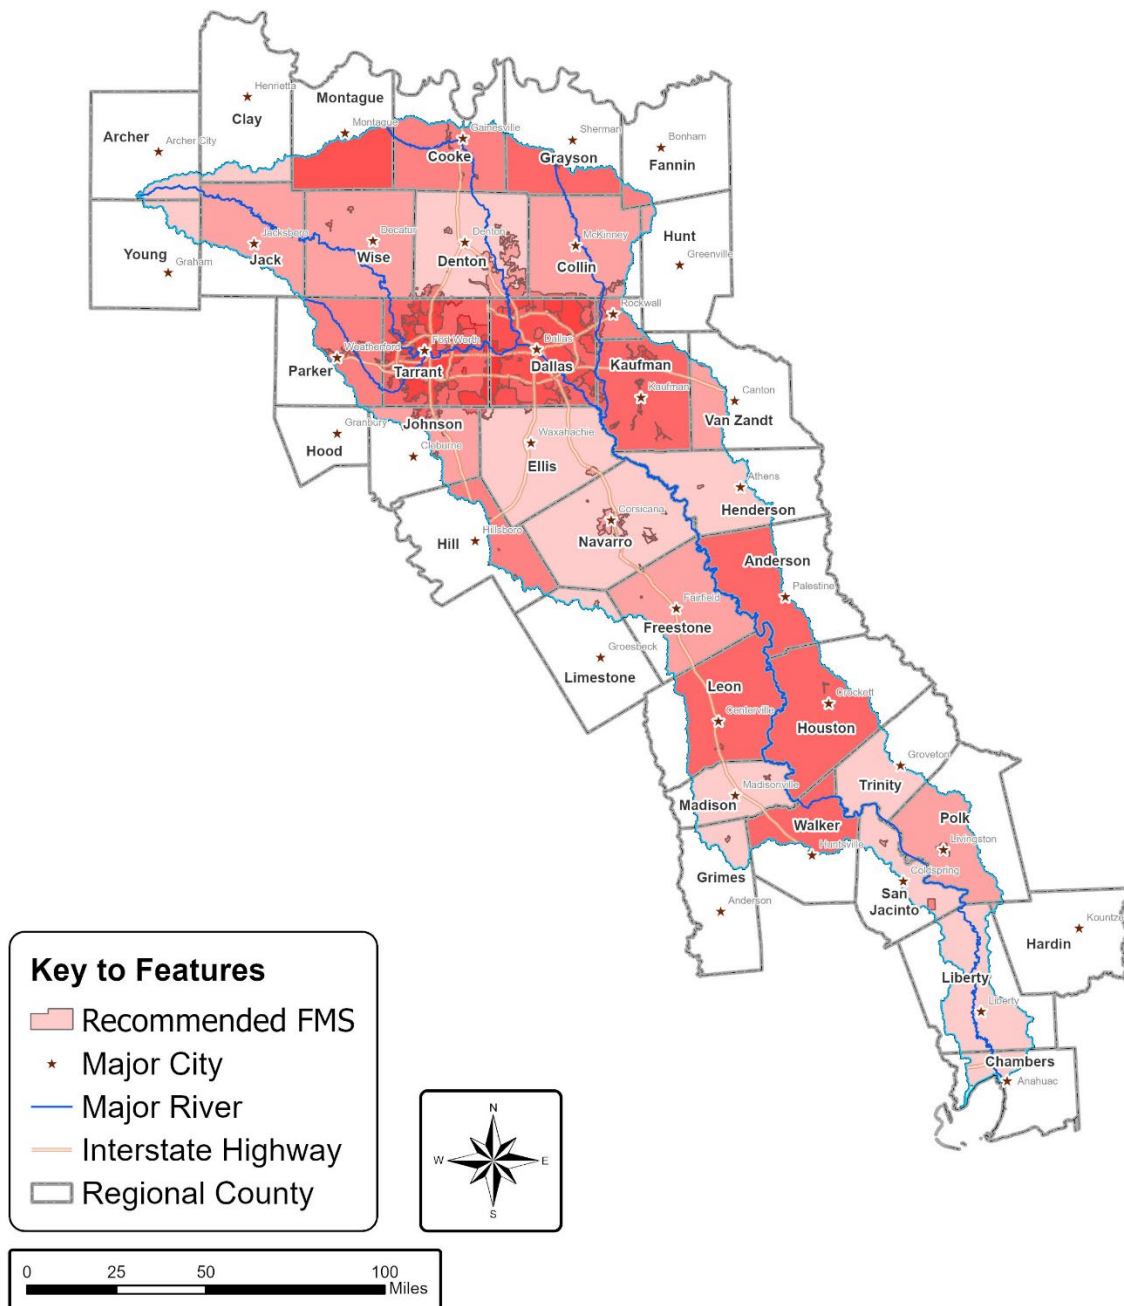 Henrietta
Montague
Clay
Archer
Archer City
Montague
Gainesville
Cooke
Sherman
Grayson
Bonham
Fannin
Young
Graham
Jacksboro
Jack
Decatur
Wise
Denton
Denton
McKinney
Collin
Hunt
Greenville
Rockwall
Weatherford
Parker
Fort Worth
Tarrant
Dallas
Dallas
Kaufman
Kaufman
Canton
Van Zandt
Granbury
Hood
Johnson
Cleburne
Waxahachie
Ellis
Athens
Henderson
Hill
Hillsboro
Corsicana
Navarro
Anderson
Palestine
Fairfield
Freestone
Groesbeck
Limestone
Leon
Centerville
Crockett
Houston
Groveton
Trinity
Madisonville
Madison
Walker
Huntsville
Polk
Livingston
Grimes
Anderson
Coldspring
San
Jacinto
Kountze
Hardin
Liberty
Liberty
Chambers
Anahuac
Key to Features
Recommended FMS
Major City
Major River
Interstate Highway
Regional County
N
W
E
S
0 25 50 100
Miles